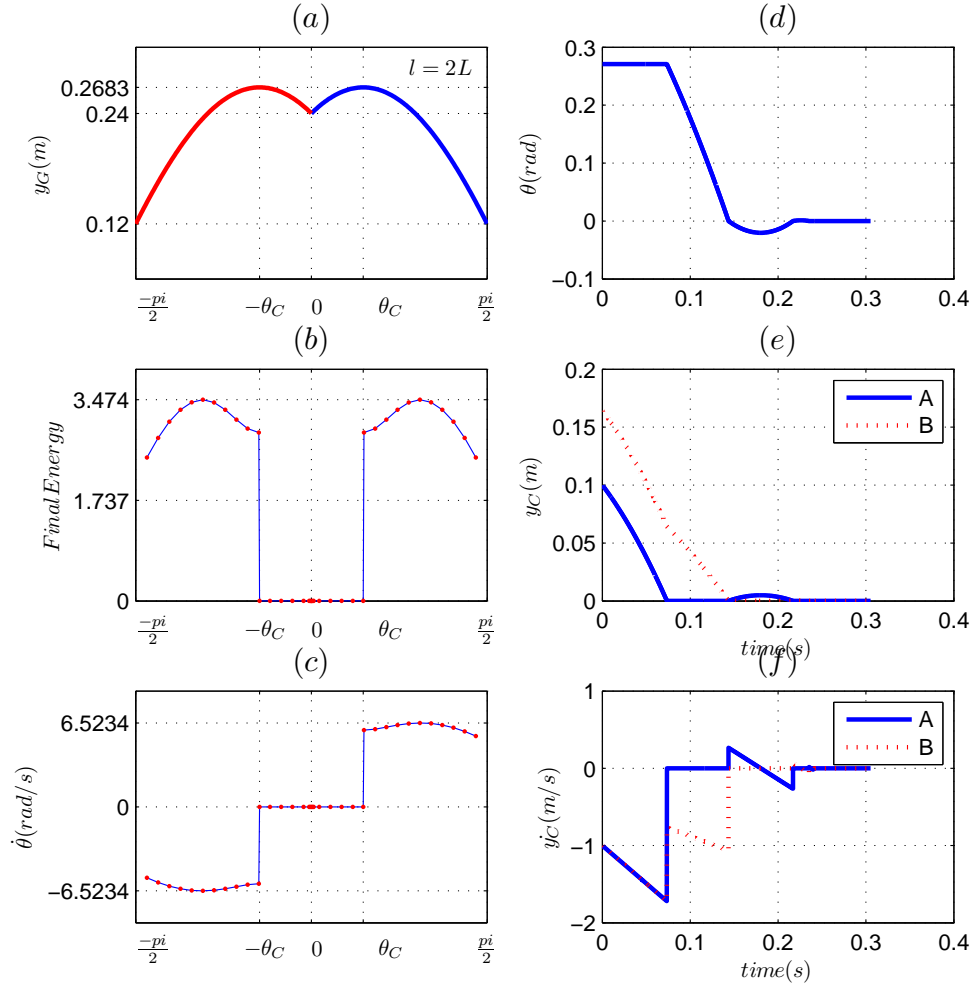 (a)
l = 2L
0.2683
0.24
0.12
y_G(m)
-pi/2
-θ_C
0
θ_C
pi/2
(b)
3.474
1.737
0
FinalEnergy
-pi/2
-θ_C
0
θ_C
pi/2
(c)
6.5234
0
-6.5234
θ̇(rad/s)
-pi/2
-θ_C
0
θ_C
pi/2
(d)
0.3
0.2
0.1
0
-0.1
θ(rad)
0
0.1
0.2
0.3
0.4
(e)
0.2
0.15
0.1
0.05
0
y_C(m)
A
B
0
0.1
0.2
0.3
0.4
time(s)
(f)
1
0
-1
-2
ẏ_C(m/s)
A
B
0
0.1
0.2
0.3
0.4
time(s)